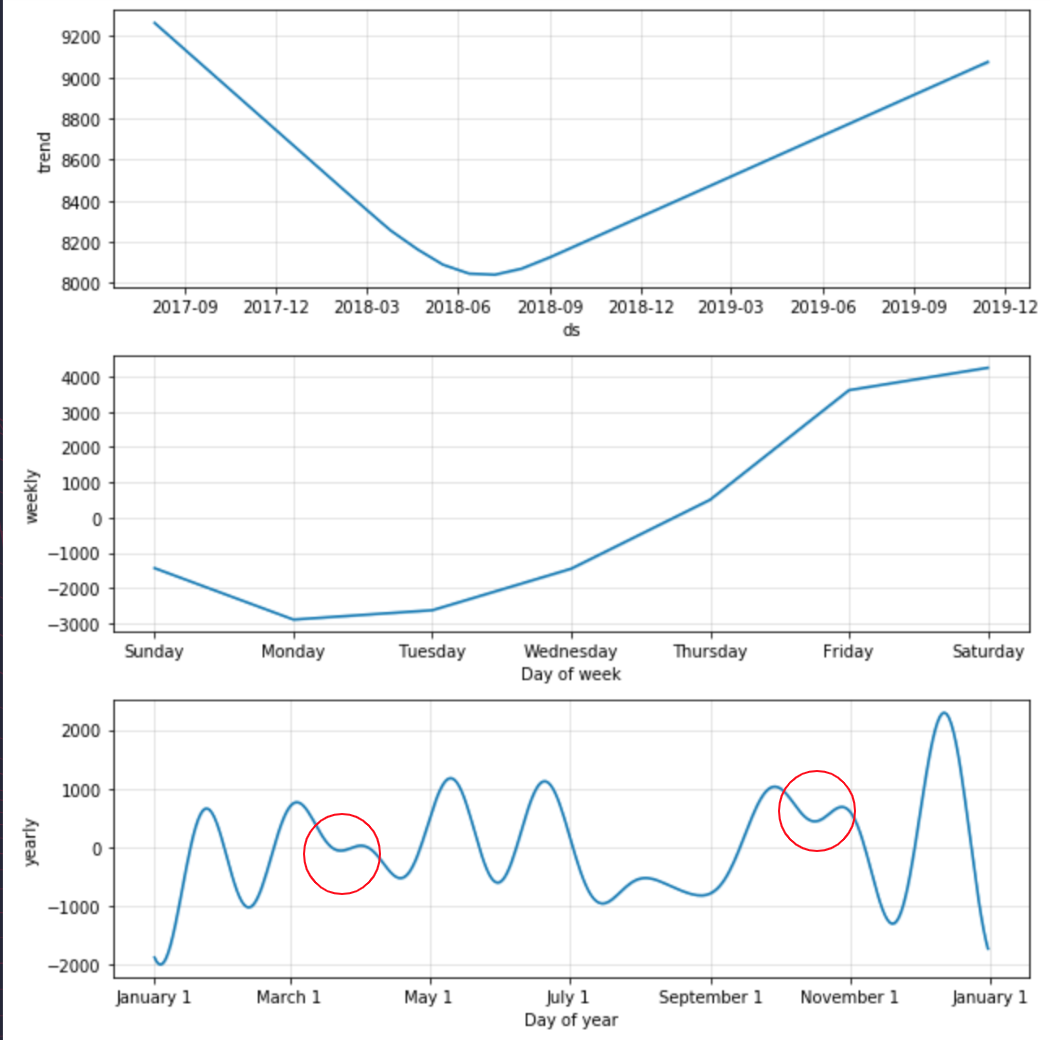 9200
9000
8800
8600
8400
8200
8000
trend
2017-09 2017-12 2018-03 2018-06 2018-09 2018-12 2019-03 2019-06 2019-09 2019-12
ds
4000
3000
2000
1000
0
−1000
−2000
−3000
weekly
Sunday Monday Tuesday Wednesday Thursday Friday Saturday
Day of week
2000
1000
0
−1000
−2000
yearly
January 1 March 1 May 1 July 1 September 1 November 1 January 1
Day of year